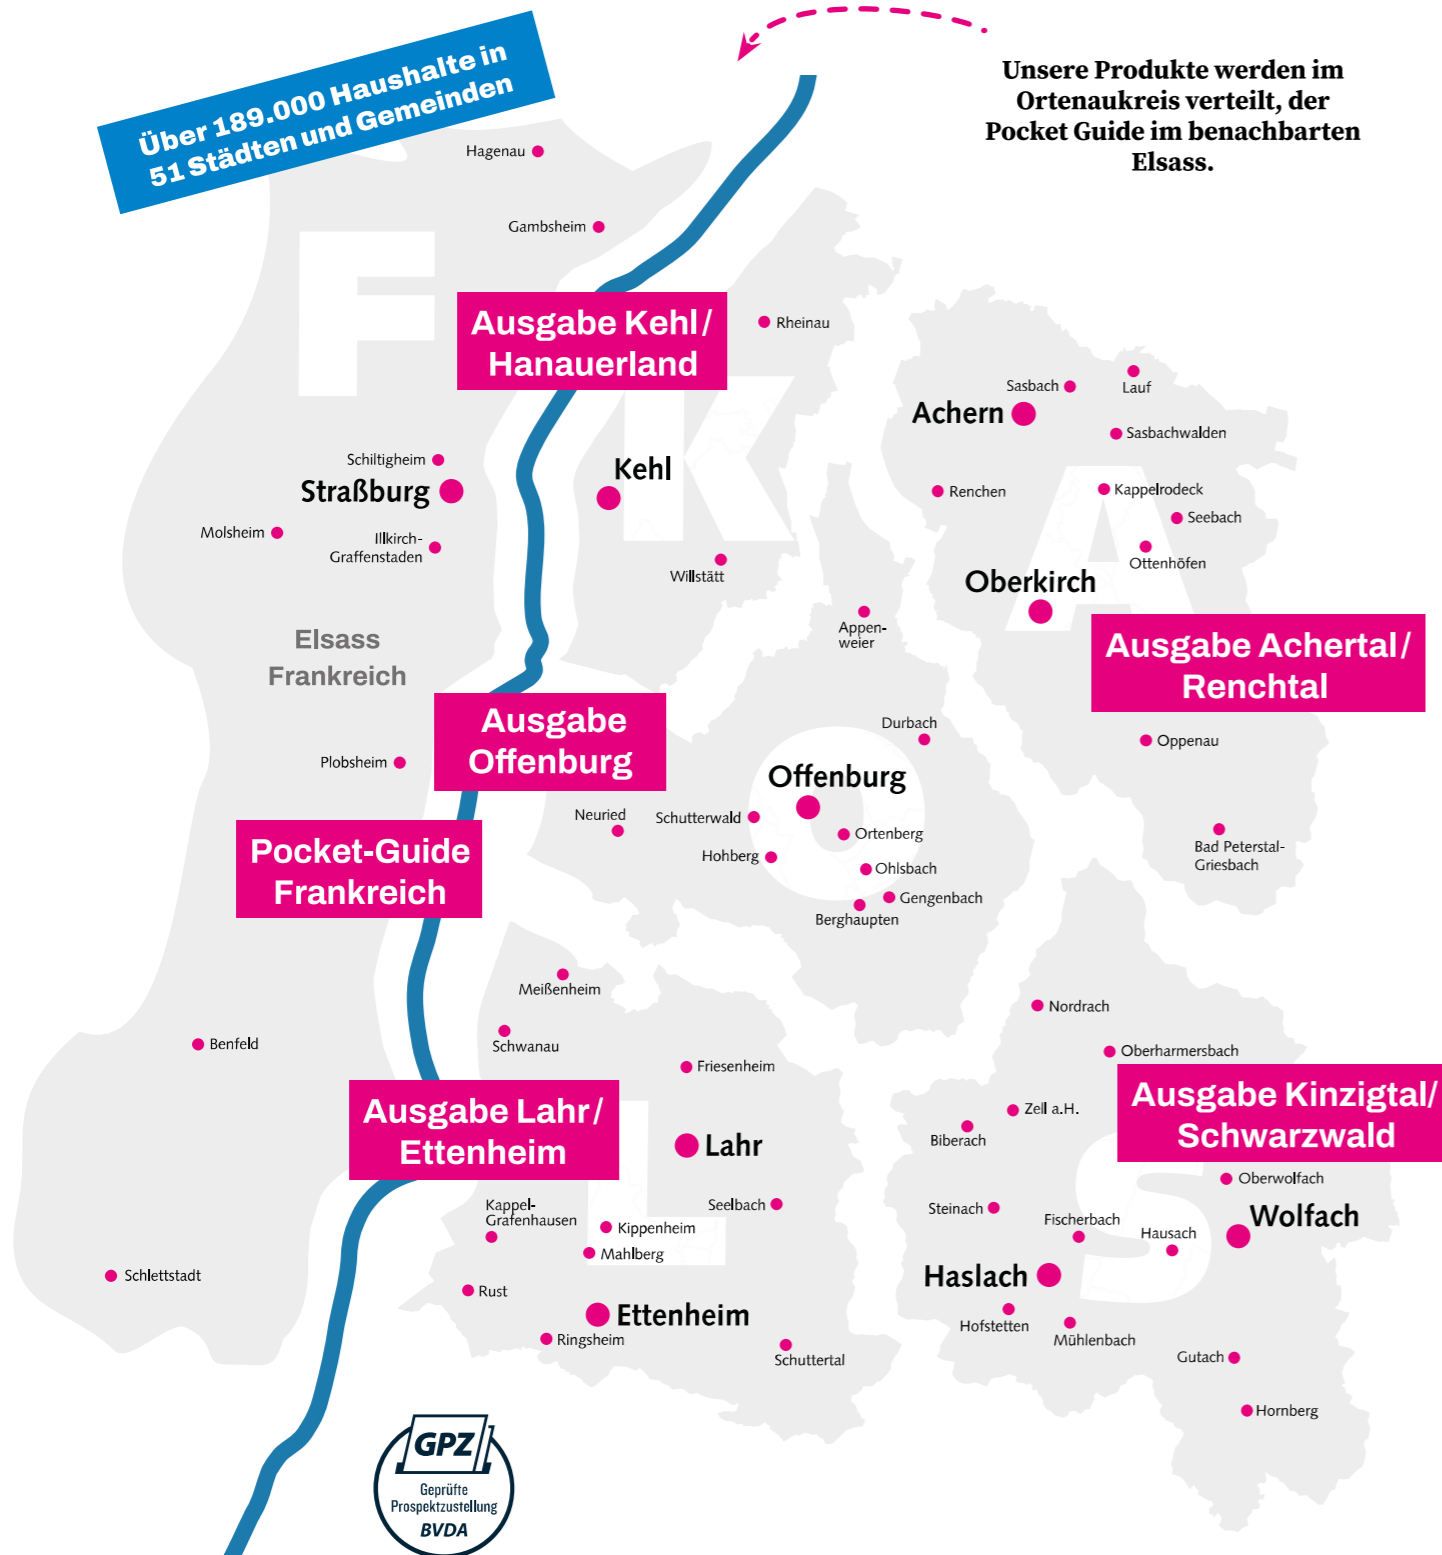 Über 189.000 Haushalte in
51 Städten und Gemeinden
Unsere Produkte werden im
Ortenaukreis verteilt, der
Pocket Guide im benachbarten
Elsass.
Hagenau
Gambsheim
F
Ausgabe Kehl/
Hanauerland
Rheinau
K
Sasbach
Lauf
Achern
Sasbachwalden
Schiltigheim
Straßburg
Kehl
Renchen
A
Kappelrodeck
Seebach
Molsheim
Illkirch-
Graffenstaden
Willstätt
Ottenhöfen
Oberkirch
Appen-
weier
Elsass
Frankreich
Ausgabe Achertal/
Renchtal
Ausgabe
Offenburg
Durbach
Oppenau
Plobsheim
Offenburg
O
Neuried
Schutterwald
Ortenberg
Hohberg
Ohlsbach
Gengenbach
Berghaupten
Bad Peterstal-
Griesbach
Pocket-Guide
Frankreich
Meißenheim
Schwanau
Nordrach
Benfeld
Friesenheim
Oberharmersbach
Ausgabe Lahr/
Ettenheim
L
Lahr
Zell a.H.
Biberach
Ausgabe Kinzigtal/
Schwarzwald
Oberwolfach
Kappel-
Grafenhausen
Seelbach
Kippenheim
Mahlberg
Steinach
Fischerbach
S
Hausach
Wolfach
Schlettstadt
Rust
Haslach
Ettenheim
Ringsheim
Schuttertal
Hofstetten
Mühlenbach
Gutach
Hornberg
GPZ
Geprüfte
Prospektzustellung
BVDA